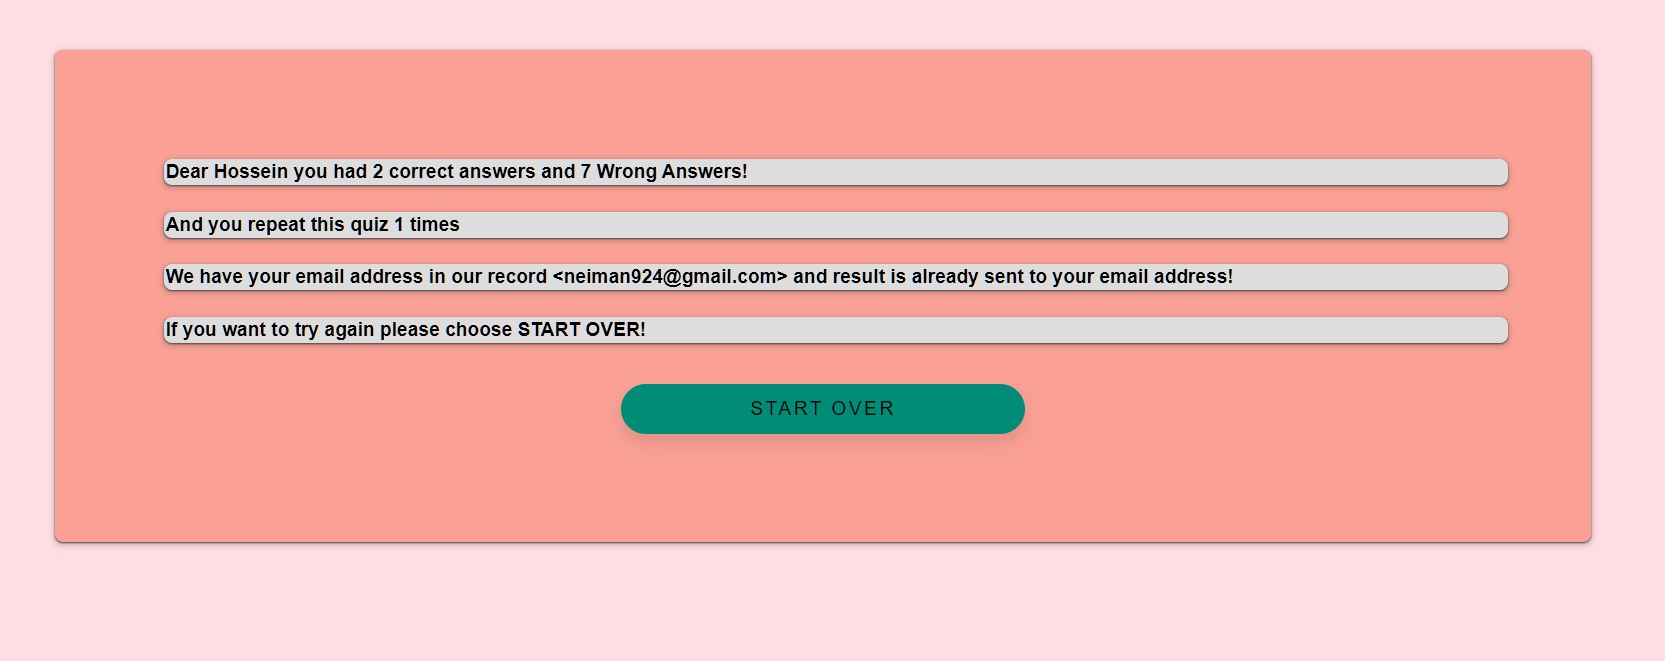 Dear Hossein you had 2 correct answers and 7 Wrong Answers!
And you repeat this quiz 1 times
We have your email address in our record <neiman924@gmail.com> and result is already sent to your email address!
If you want to try again please choose START OVER!
START OVER